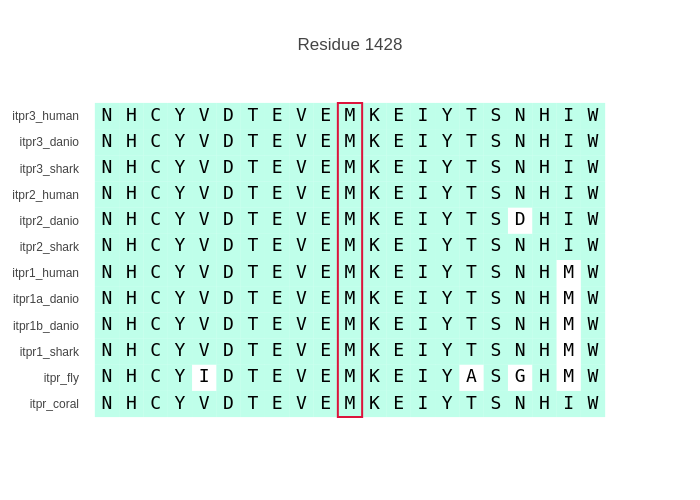 Residue 1428
itpr3_human N H C Y V D T E V E M K E I Y T S N H I W
itpr3_danio N H C Y V D T E V E M K E I Y T S N H I W
itpr3_shark N H C Y V D T E V E M K E I Y T S N H I W
itpr2_human N H C Y V D T E V E M K E I Y T S N H I W
itpr2_danio N H C Y V D T E V E M K E I Y T S D H I W
itpr2_shark N H C Y V D T E V E M K E I Y T S N H I W
itpr1_human N H C Y V D T E V E M K E I Y T S N H M W
itpr1a_danio N H C Y V D T E V E M K E I Y T S N H M W
itpr1b_danio N H C Y V D T E V E M K E I Y T S N H M W
itpr1_shark N H C Y V D T E V E M K E I Y T S N H M W
itpr_fly N H C Y I D T E V E M K E I Y A S G H M W
itpr_coral N H C Y V D T E V E M K E I Y T S N H I W